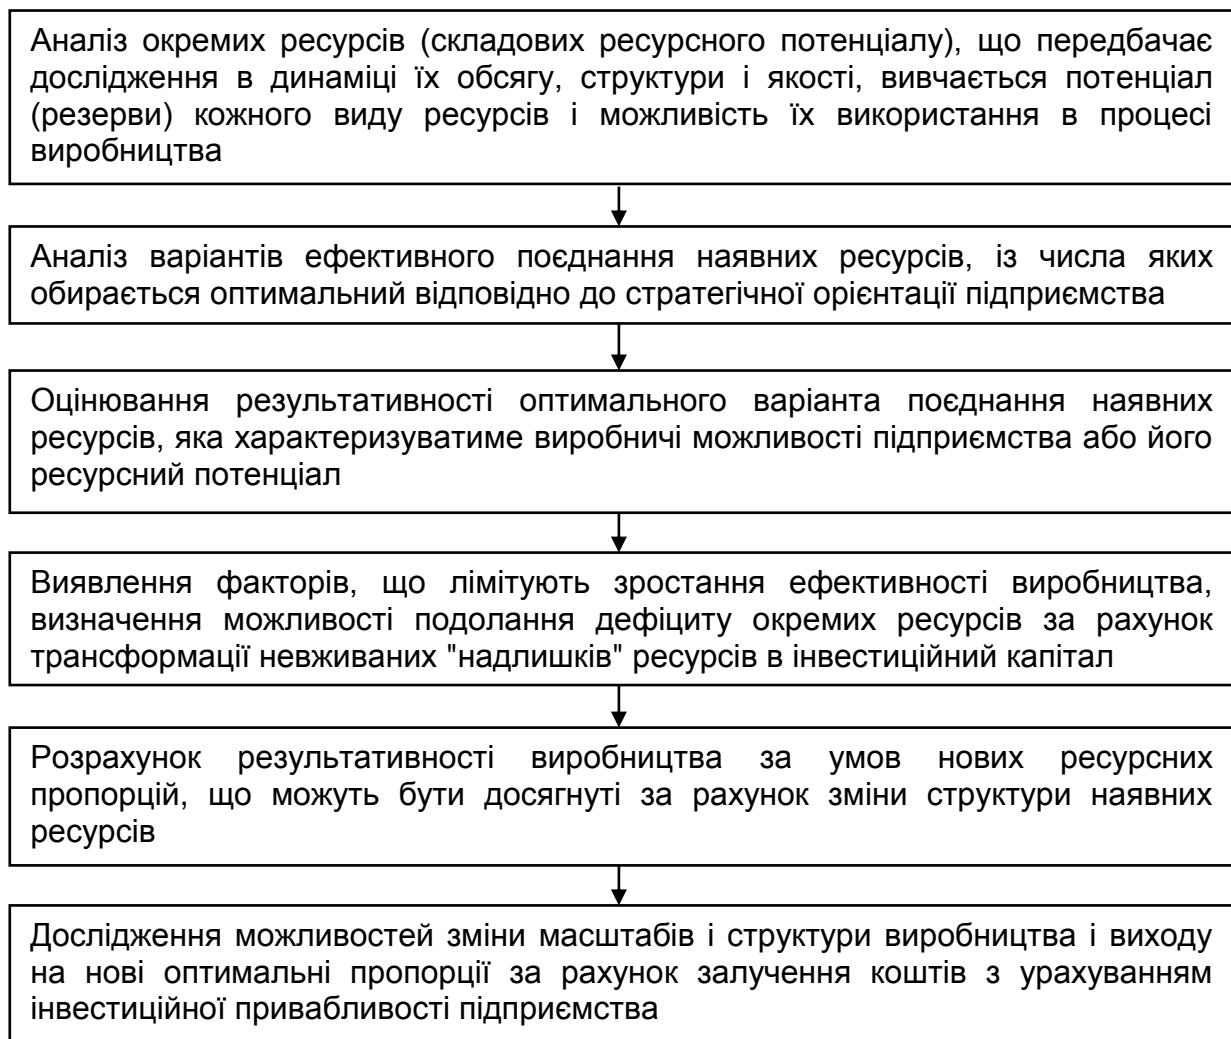 Аналіз окремих ресурсів (складових ресурсного потенціалу), що передбачає
дослідження в динаміці їх обсягу, структури і якості, вивчається потенціал
(резерви) кожного виду ресурсів і можливість їх використання в процесі
виробництва
Аналіз варіантів ефективного поєднання наявних ресурсів, із числа яких
обирається оптимальний відповідно до стратегічної орієнтації підприємства
Оцінювання результативності оптимального варіанта поєднання наявних
ресурсів, яка характеризуватиме виробничі можливості підприємства або його
ресурсний потенціал
Виявлення факторів, що лімітують зростання ефективності виробництва,
визначення можливості подолання дефіциту окремих ресурсів за рахунок
трансформації невживаних "надлишків" ресурсів в інвестиційний капітал
Розрахунок результативності виробництва за умов нових ресурсних
пропорцій, що можуть бути досягнуті за рахунок зміни структури наявних
ресурсів
Дослідження можливостей зміни масштабів і структури виробництва і виходу
на нові оптимальні пропорції за рахунок залучення коштів з урахуванням
інвестиційної привабливості підприємства